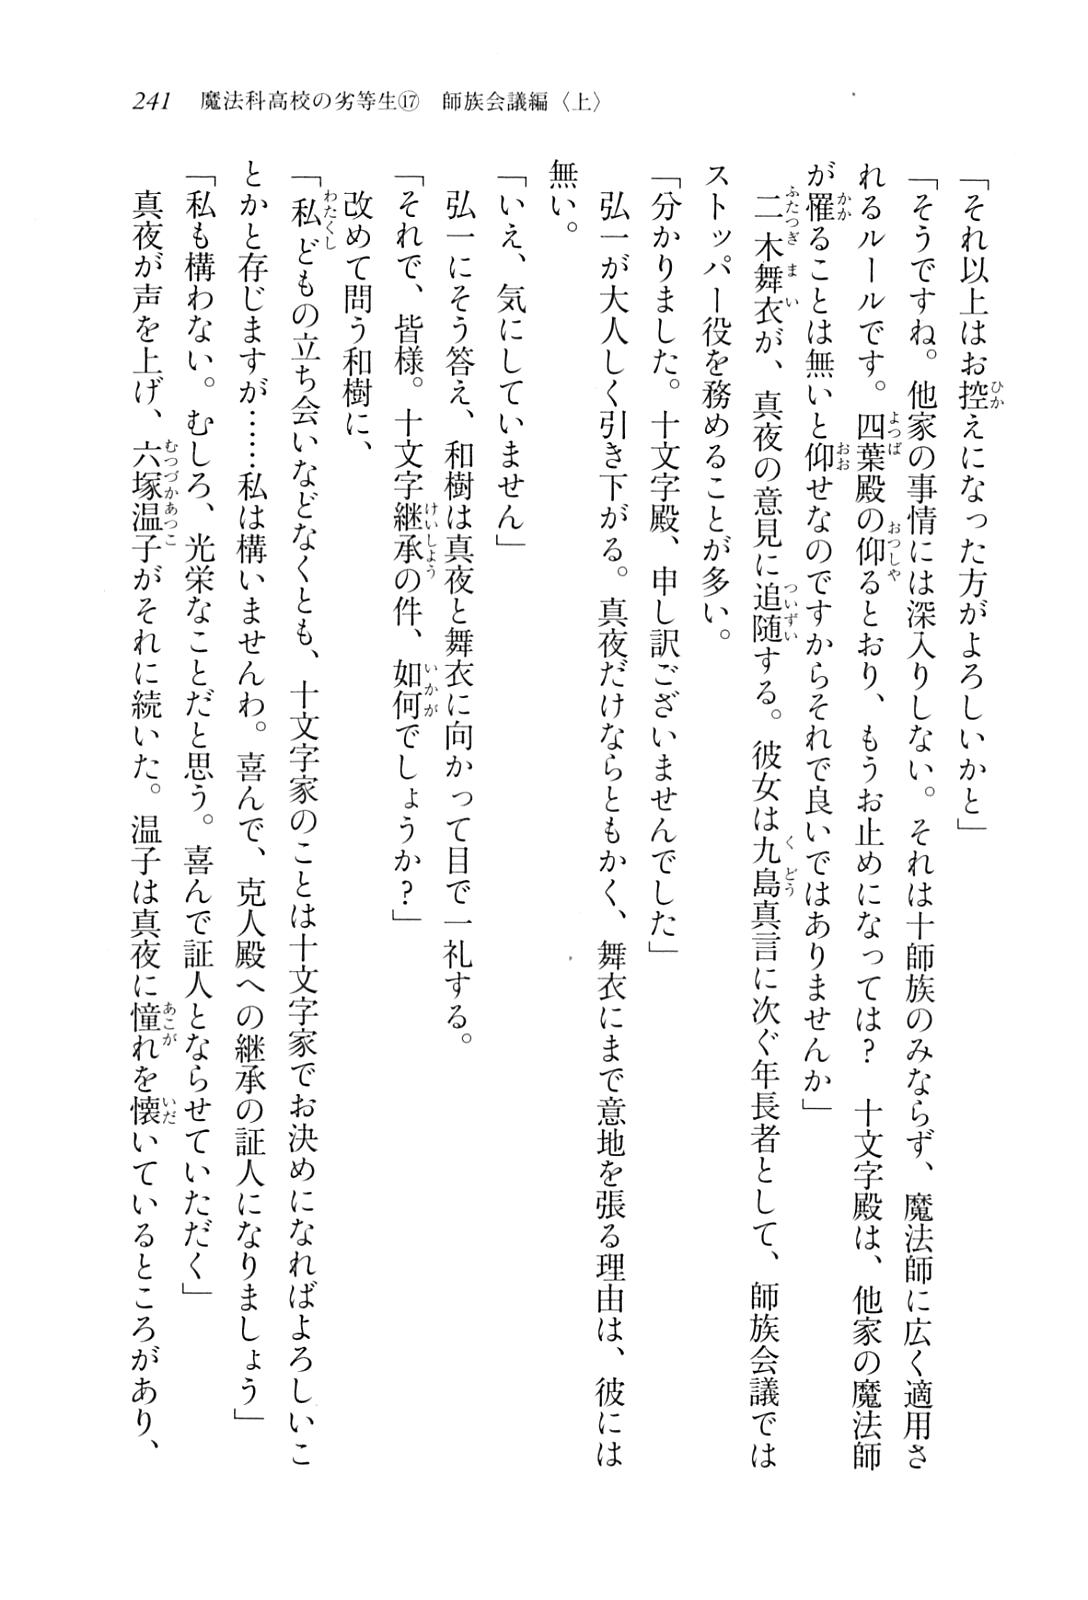 241　魔法科高校の劣等生⑰　師族会議編〈上〉
「それ以上はお控えになった方がよろしいかと」
「そうですね。他家の事情には深入りしない。それは十師族のみならず、魔法師に広く適用さ
れるルールです。四葉殿の仰るとおり、もうお止めになっては？　十文字殿は、他家の魔法師
が罹ることは無いと仰せなのですからそれで良いではありませんか」
二木舞衣が、真夜の意見に追随する。彼女は九島真言に次ぐ年長者として、師族会議では
ストッパー役を務めることが多い。
「分かりました。十文字殿、申し訳ございませんでした」
弘一が大人しく引き下がる。真夜だけならともかく、舞衣にまで意地を張る理由は、彼には
無い。
「いえ、気にしていません」
弘一にそう答え、和樹は真夜と舞衣に向かって目で一礼する。
「それで、皆様。十文字継承の件、如何でしょうか？」
改めて問う和樹に、
「私どもの立ち会いなどなくとも、十文字家のことは十文字家でお決めになればよろしいこ
とかと存じますが……私は構いませんわ。喜んで、克人殿への継承の証人になりましょう」
「私も構わない。むしろ、光栄なことだと思う。喜んで証人とならせていただく」
真夜が声を上げ、六塚温子がそれに続いた。温子は真夜に憧れを懐いているところがあり、